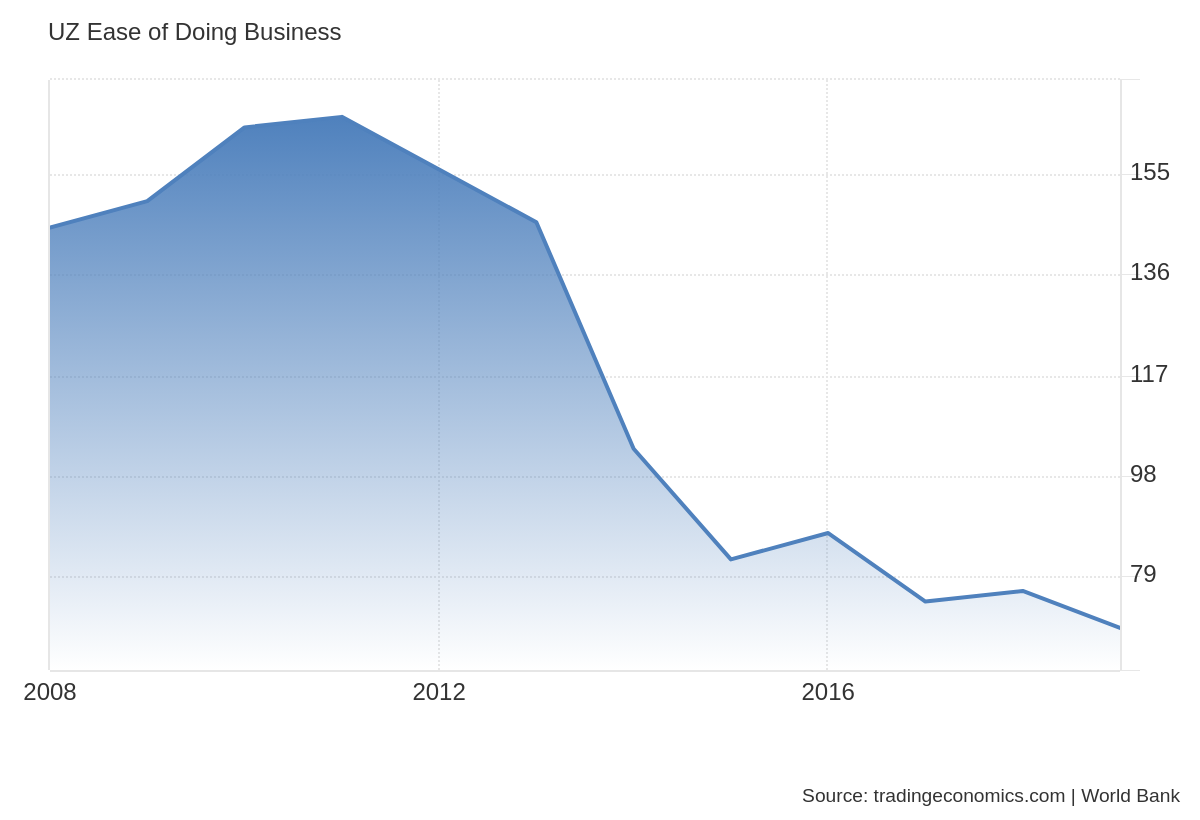 UZ Ease of Doing Business
155
136
117
98
79
2008 2012 2016
Source: tradingeconomics.com | World Bank